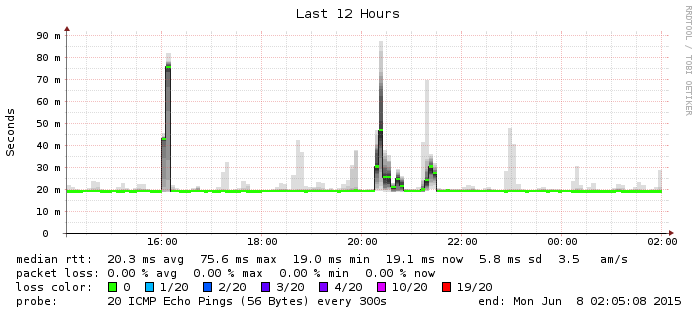 Last 12 Hours
RRDTOOL / TOBI OETIKER
Seconds
90 m
80 m
70 m
60 m
50 m
40 m
30 m
20 m
10 m
0
16:00 18:00 20:00 22:00 00:00 02:00
median rtt: 20.3 ms avg 75.6 ms max 19.0 ms min 19.1 ms now 5.8 ms sd 3.5 am/s
packet loss: 0.00 % avg 0.00 % max 0.00 % min 0.00 % now
loss color: 0 1/20 2/20 3/20 4/20 10/20 19/20
probe: 20 ICMP Echo Pings (56 Bytes) every 300s end: Mon Jun 8 02:05:08 2015